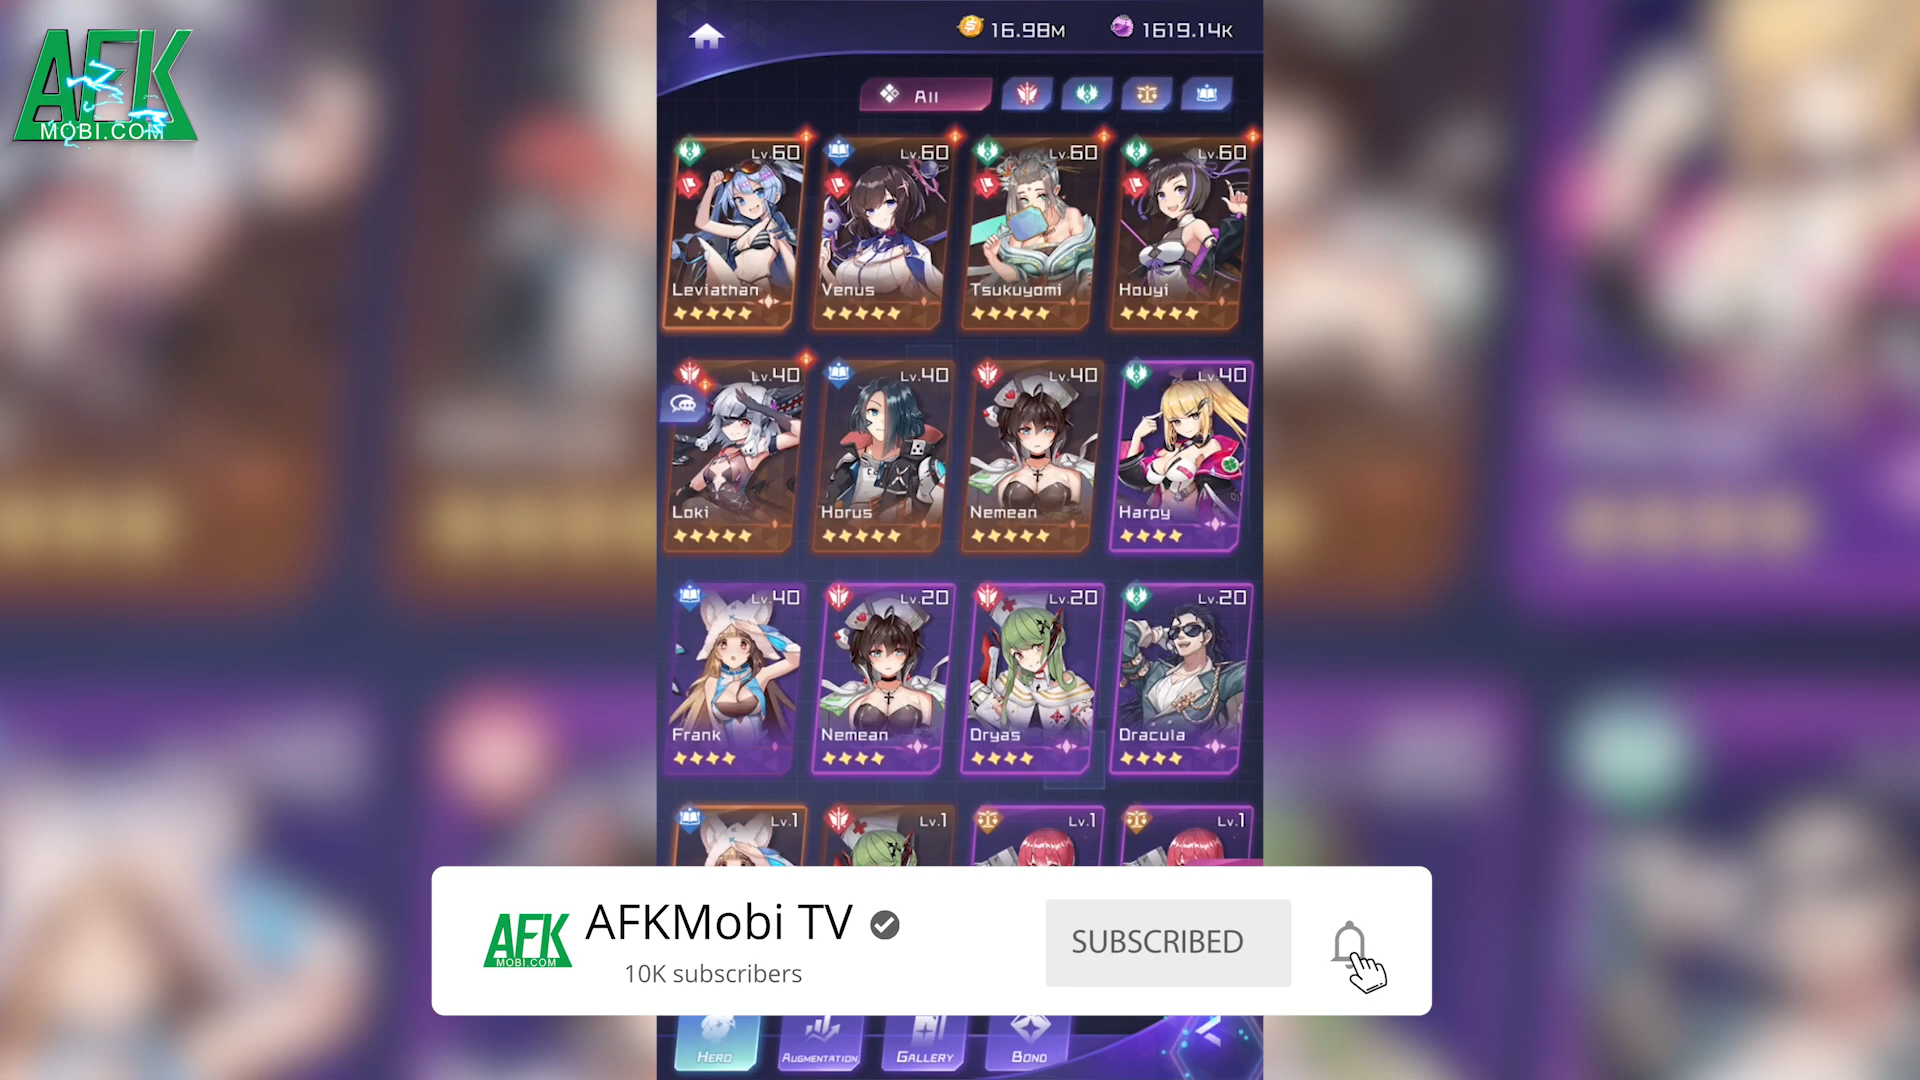 AFK
MOBI.COM
16.98M
1619.14K
All
Lv.60
Lv.60
Lv.60
Lv.60
Leviathan
Venus
Tsukuyomi
Houyi
Lv.40
Lv.40
Lv.40
Lv.40
Loki
Horus
Nemean
Harpy
Lv.40
Lv.20
Lv.20
Lv.20
Frank
Nemean
Dryas
Dracula
Lv.1
Lv.1
Lv.1
Lv.1
AFK
MOBI.COM
AFKMobi TV
10K subscribers
SUBSCRIBED
Hero
Augmentation
Gallery
Bond